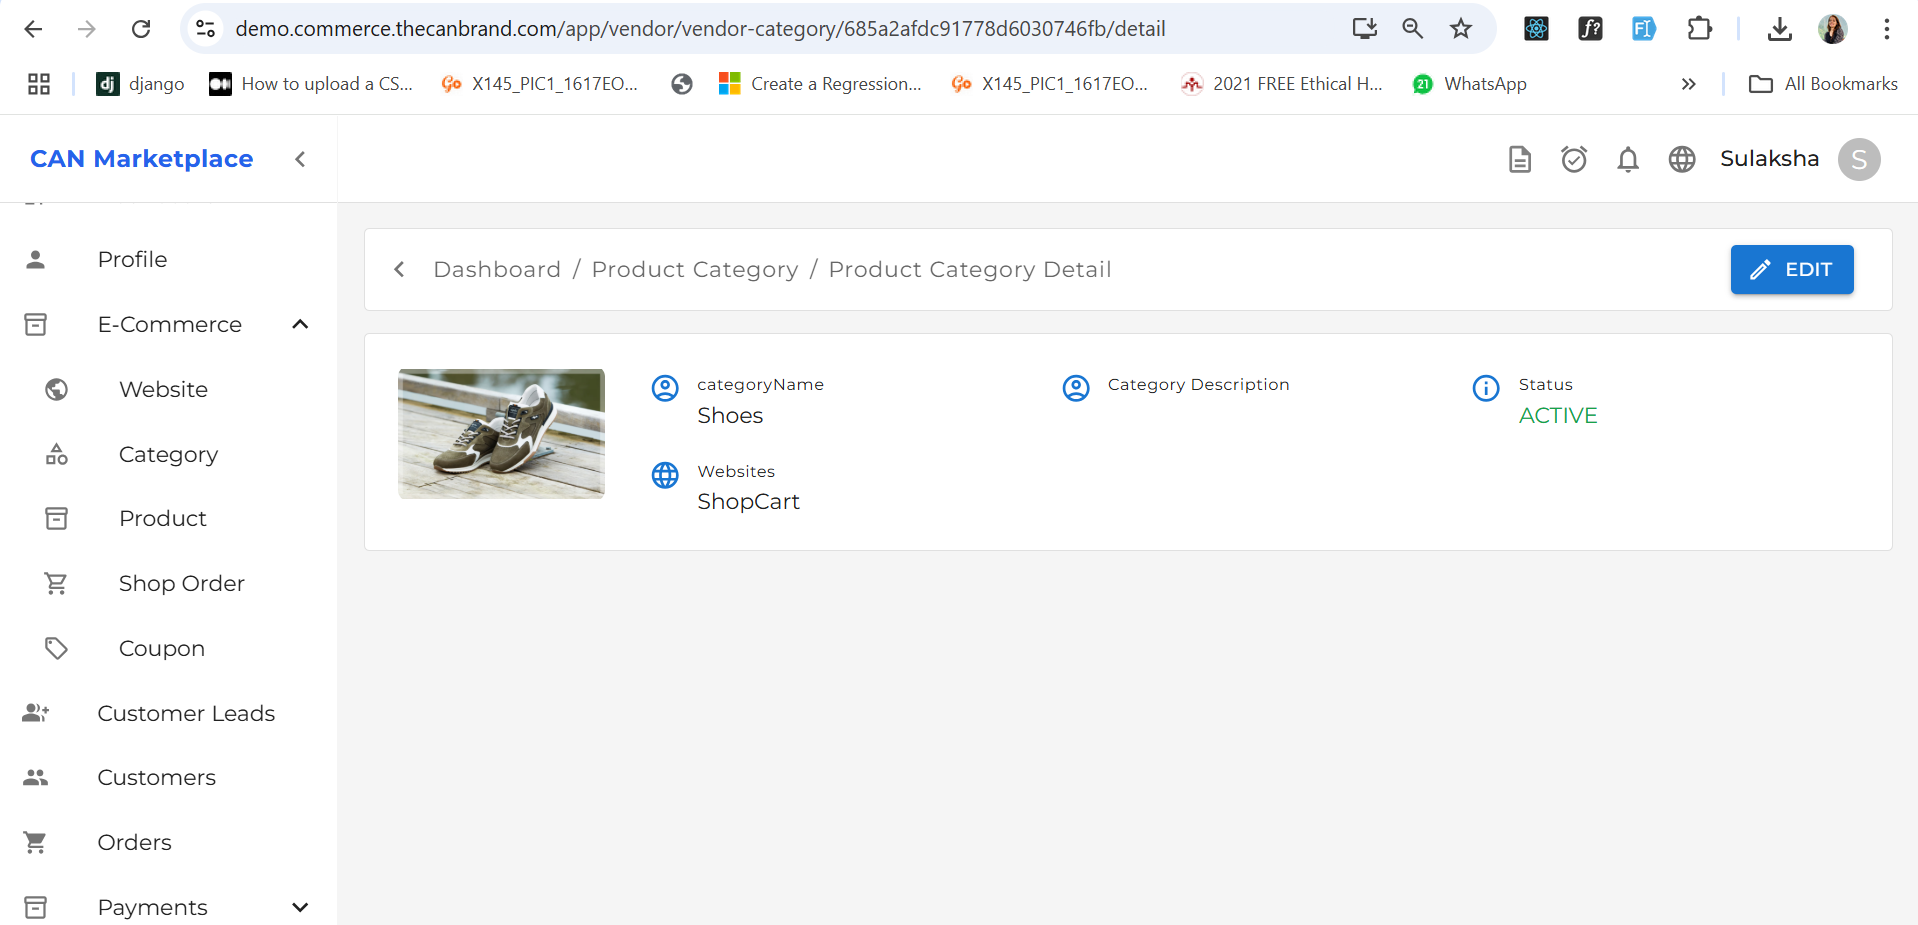 demo.commerce.thecanbrand.com/app/vendor/vendor-category/685a2afdc91778d6030746fb/detail
django How to upload a CS... X145_PIC1_1617EO... Create a Regression... X145_PIC1_1617EO... 2021 FREE Ethical H... 21 WhatsApp All Bookmarks
CAN Marketplace Sulaksha S
Profile
E-Commerce
Website
Category
Product
Shop Order
Coupon
Customer Leads
Customers
Orders
Payments
Dashboard / Product Category / Product Category Detail EDIT
categoryName
Shoes
Category Description
Status
ACTIVE
Websites
ShopCart